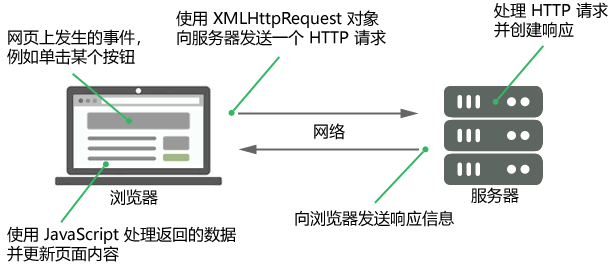 网页上发生的事件,
例如单击某个按钮
使用 XMLHttpRequest 对象
向服务器发送一个 HTTP 请求
处理 HTTP 请求
并创建响应
网络
浏览器
服务器
向浏览器发送响应信息
使用 JavaScript 处理返回的数据
并更新页面内容